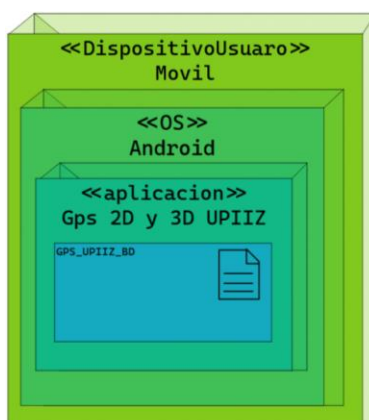 ≪DispositivoUsuaro≫
Movil
≪OS≫
Android
≪aplicacion≫
Gps 2D y 3D UPIIZ
GPS_UPIIZ_BD